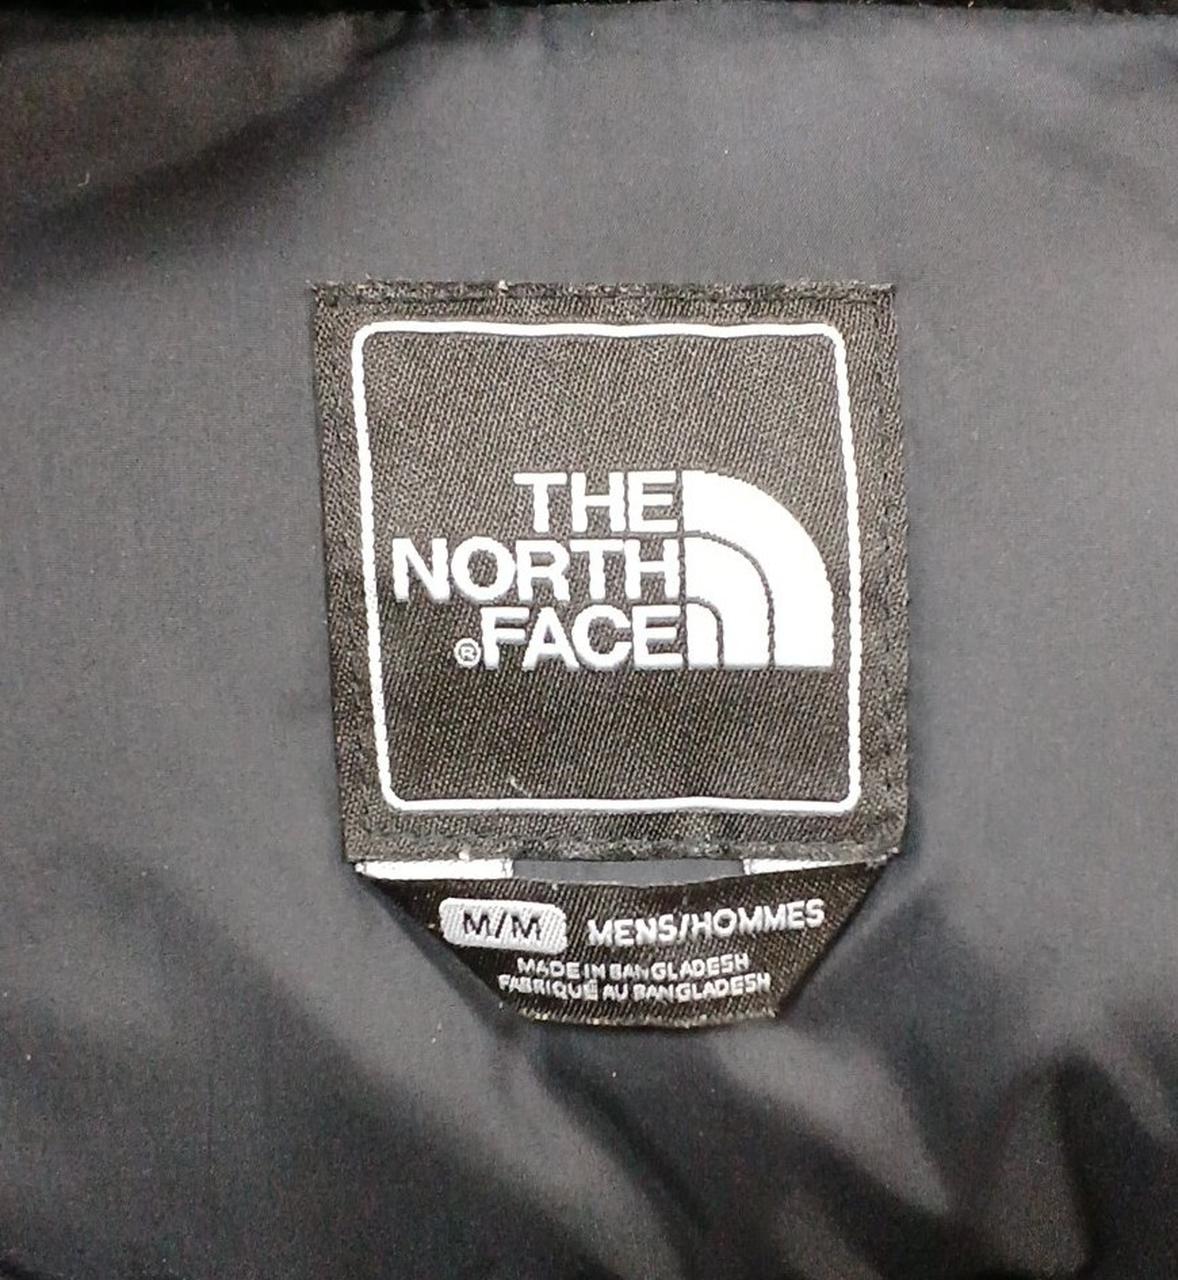 THE
NORTH
®FACE
M/M MENS/HOMMES
MADE IN BANGLADESH
FABRIQUÉ AU BANGLADESH